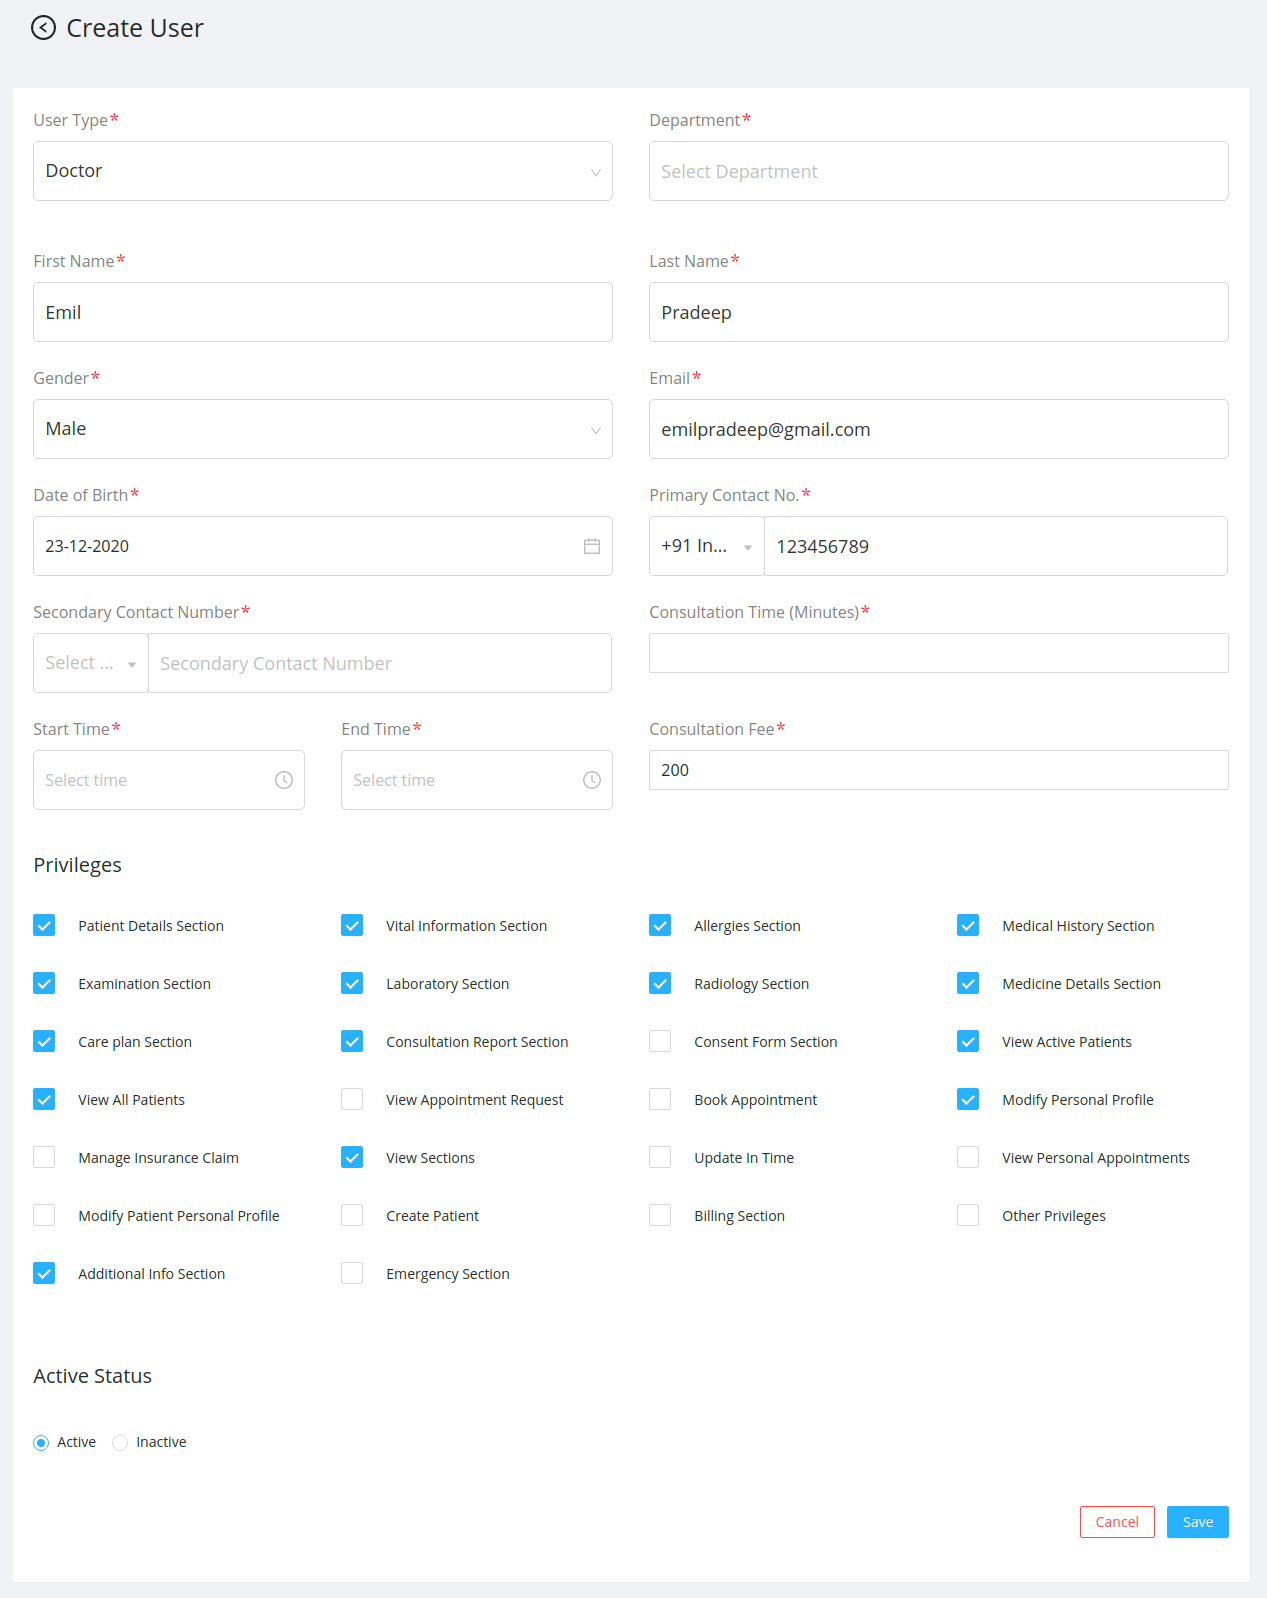 Create User
User Type* Department*
Doctor Select Department
First Name* Last Name*
Emil Pradeep
Gender* Email*
Male emilpradeep@gmail.com
Date of Birth* Primary Contact No.*
23-12-2020 +91 In... 123456789
Secondary Contact Number* Consultation Time (Minutes)*
Select ... Secondary Contact Number
Start Time* End Time* Consultation Fee*
Select time Select time 200
Privileges
Patient Details Section Vital Information Section Allergies Section Medical History Section
Examination Section Laboratory Section Radiology Section Medicine Details Section
Care plan Section Consultation Report Section Consent Form Section View Active Patients
View All Patients View Appointment Request Book Appointment Modify Personal Profile
Manage Insurance Claim View Sections Update In Time View Personal Appointments
Modify Patient Personal Profile Create Patient Billing Section Other Privileges
Additional Info Section Emergency Section
Active Status
Active Inactive
Cancel Save